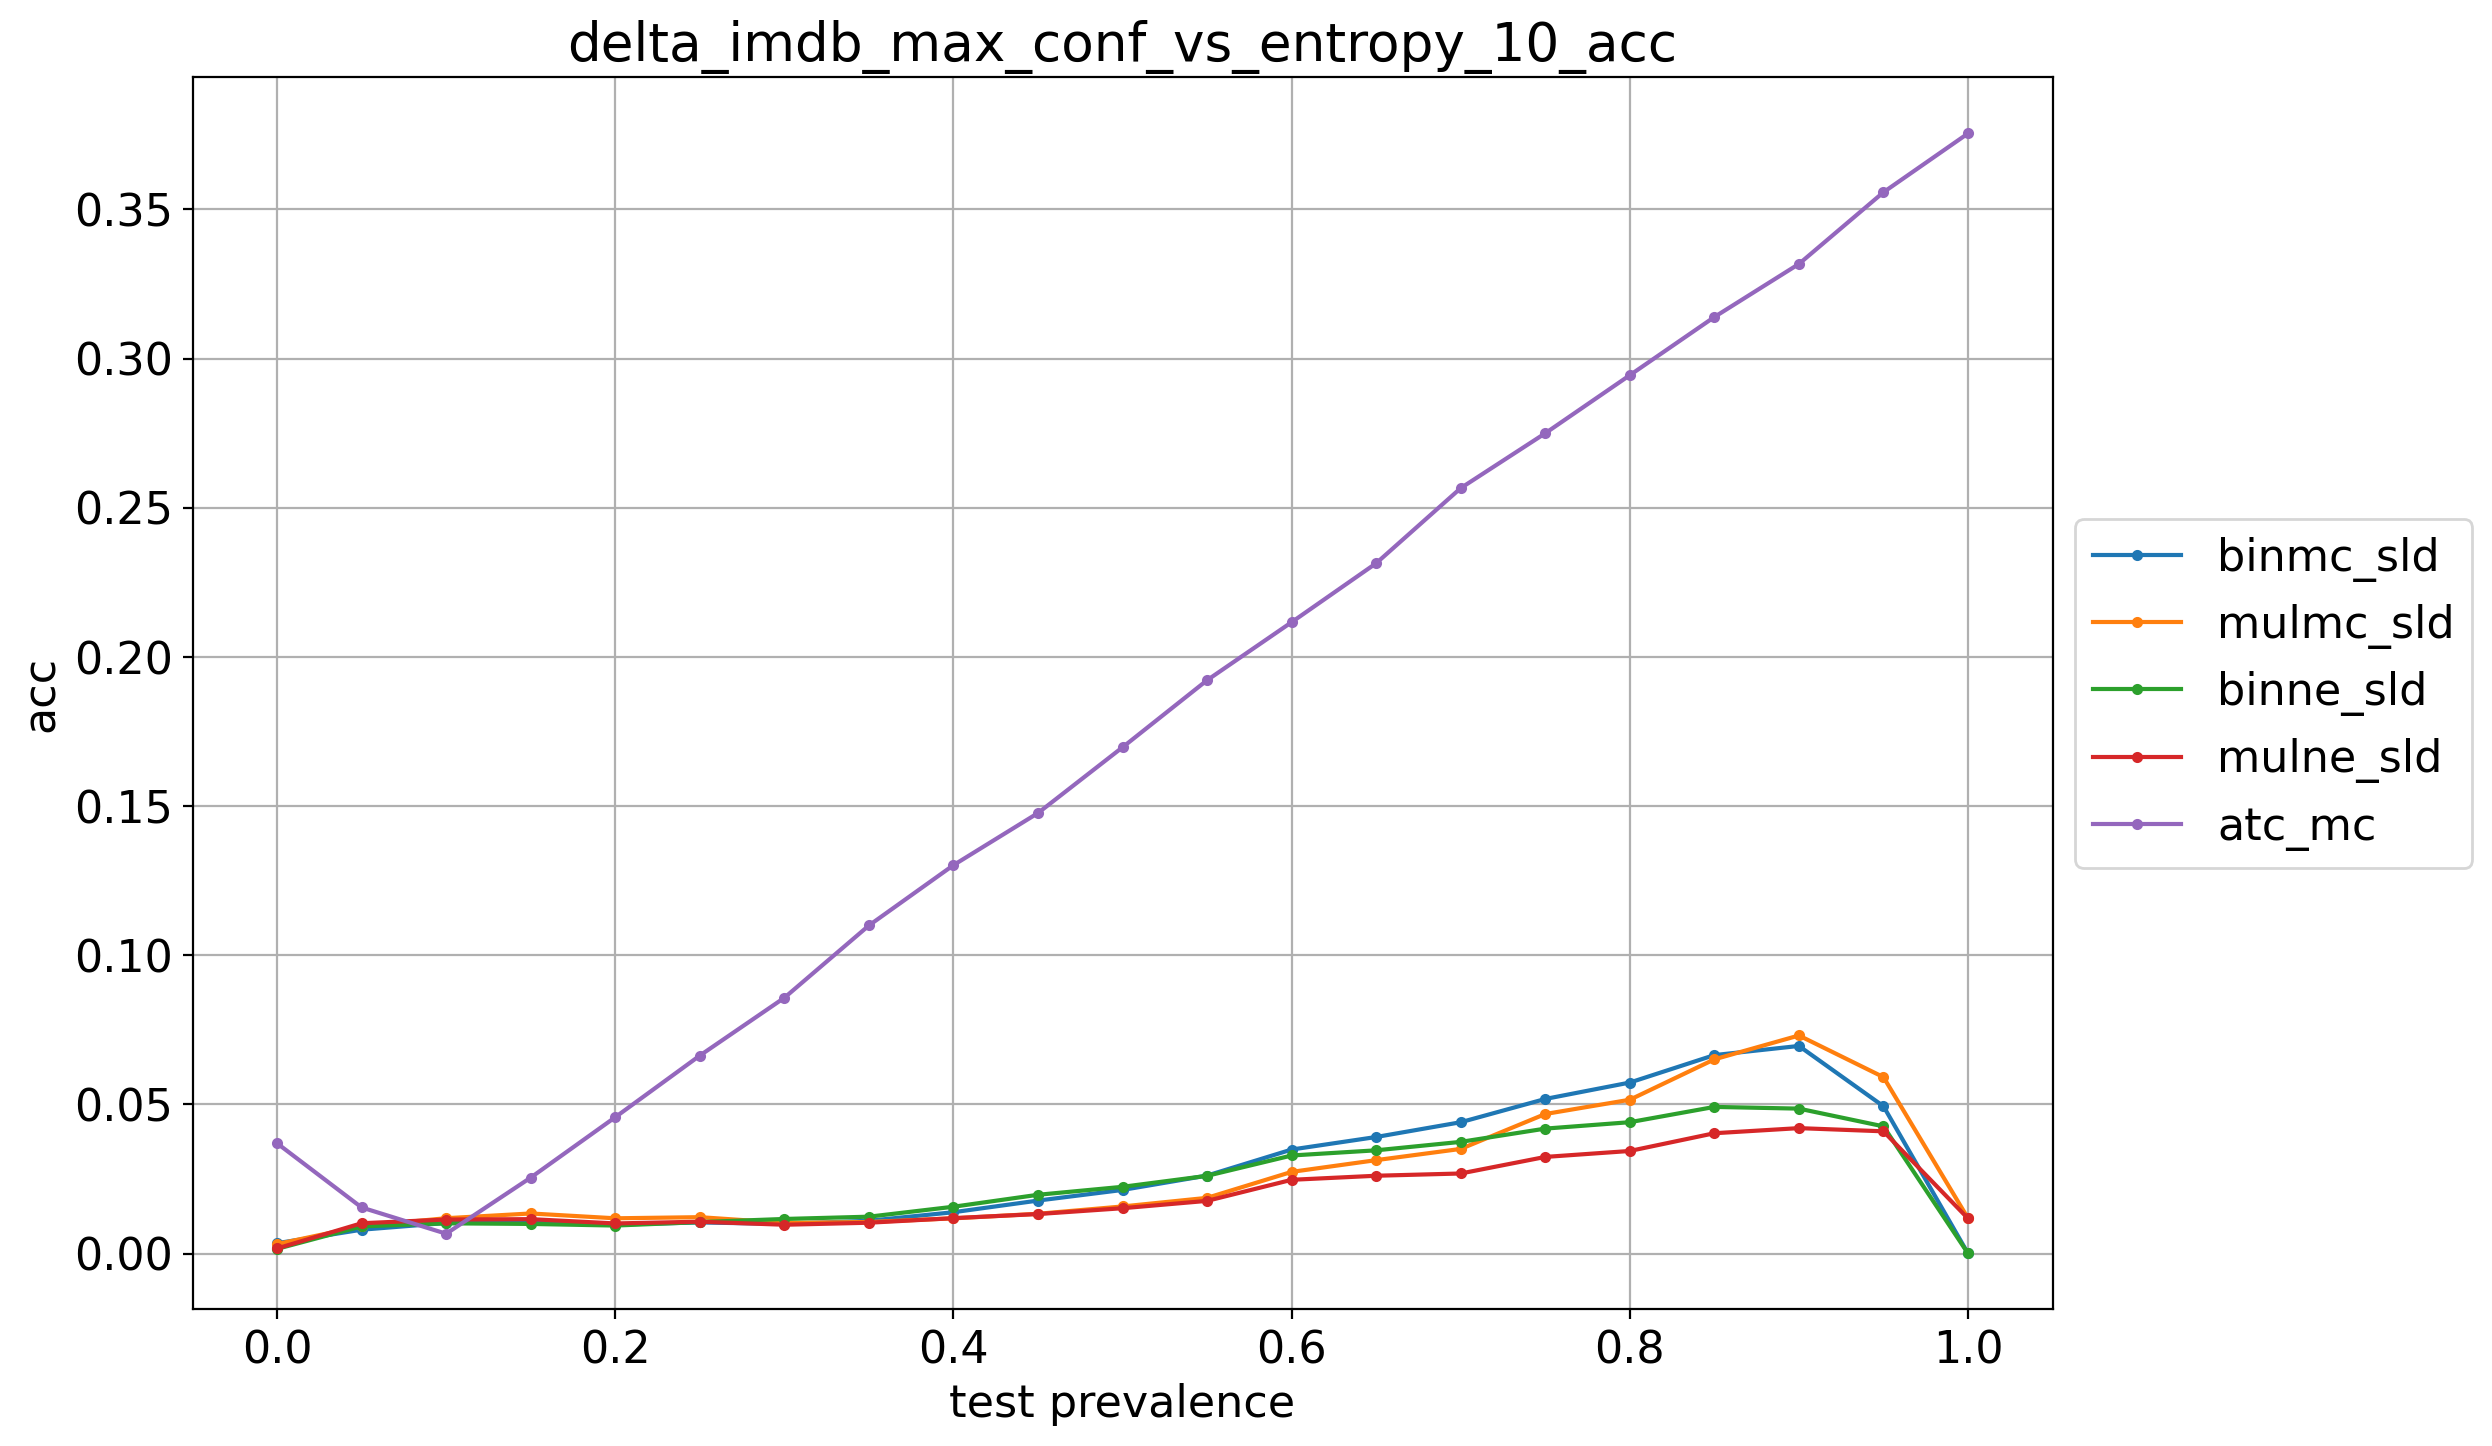 delta_imdb_max_conf_vs_entropy_10_acc
acc
0.35
0.30
0.25
0.20
0.15
0.10
0.05
0.00
0.0 0.2 0.4 0.6 0.8 1.0
test prevalence
binmc_sld
mulmc_sld
binne_sld
mulne_sld
atc_mc